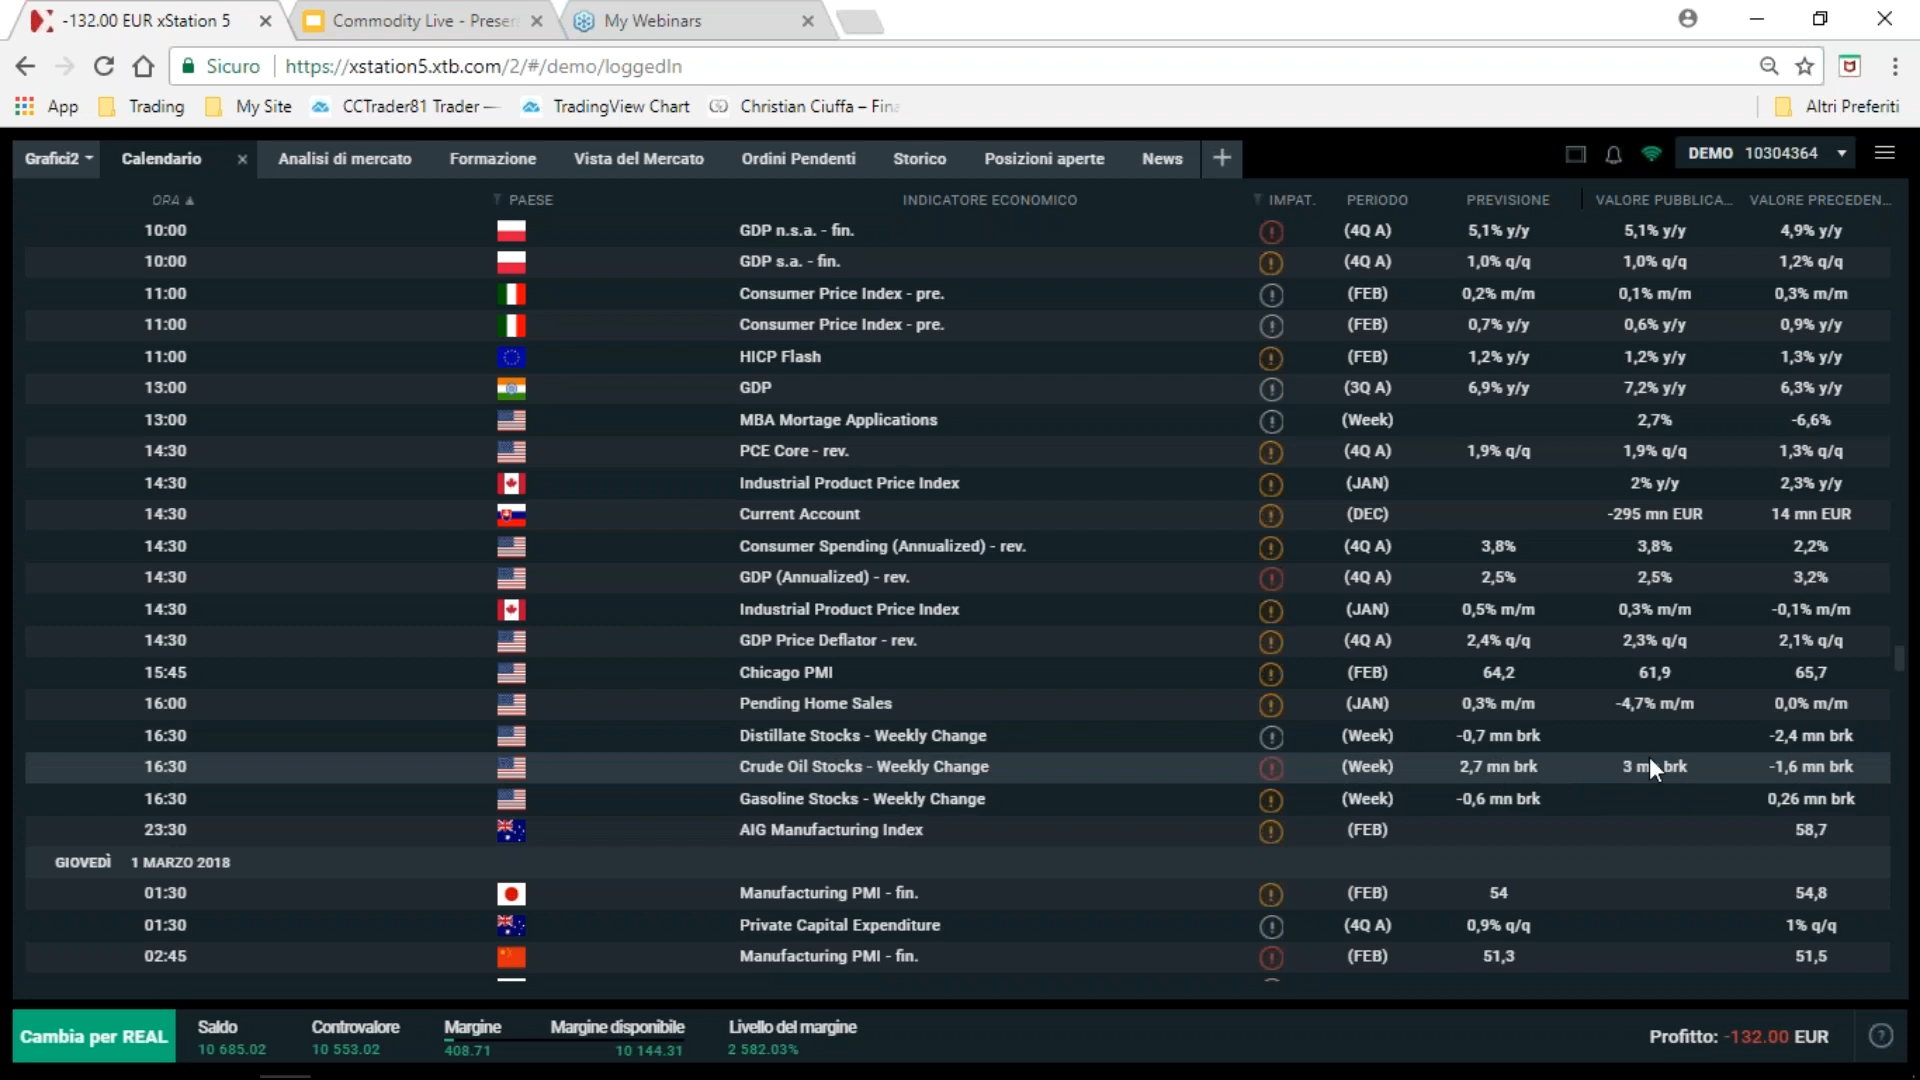 -132.00 EUR xStation 5
Commodity Live - Presen
My Webinars
Sicuro https://xstation5.xtb.com/2/#/demo/loggedIn
App Trading My Site CCTrader81 Trader — TradingView Chart Christian Ciuffa – Fina Altri Preferiti
Grafici2 Calendario Analisi di mercato Formazione Vista del Mercato Ordini Pendenti Storico Posizioni aperte News + DEMO 10304364
ORA PAESE INDICATORE ECONOMICO IMPAT. PERIODO PREVISIONE VALORE PUBBLICA... VALORE PRECEDEN...
10:00 GDP n.s.a. - fin. (4Q A) 5,1% y/y 5,1% y/y 4,9% y/y
10:00 GDP s.a. - fin. (4Q A) 1,0% q/q 1,0% q/q 1,2% q/q
11:00 Consumer Price Index - pre. (FEB) 0,2% m/m 0,1% m/m 0,3% m/m
11:00 Consumer Price Index - pre. (FEB) 0,7% y/y 0,6% y/y 0,9% y/y
11:00 HICP Flash (FEB) 1,2% y/y 1,2% y/y 1,3% y/y
13:00 GDP (3Q A) 6,9% y/y 7,2% y/y 6,3% y/y
13:00 MBA Mortage Applications (Week) 2,7% -6,6%
14:30 PCE Core - rev. (4Q A) 1,9% q/q 1,9% q/q 1,3% q/q
14:30 Industrial Product Price Index (JAN) 2% y/y 2,3% y/y
14:30 Current Account (DEC) -295 mn EUR 14 mn EUR
14:30 Consumer Spending (Annualized) - rev. (4Q A) 3,8% 3,8% 2,2%
14:30 GDP (Annualized) - rev. (4Q A) 2,5% 2,5% 3,2%
14:30 Industrial Product Price Index (JAN) 0,5% m/m 0,3% m/m -0,1% m/m
14:30 GDP Price Deflator - rev. (4Q A) 2,4% q/q 2,3% q/q 2,1% q/q
15:45 Chicago PMI (FEB) 64,2 61,9 65,7
16:00 Pending Home Sales (JAN) 0,3% m/m -4,7% m/m 0,0% m/m
16:30 Distillate Stocks - Weekly Change (Week) -0,7 mn brk -2,4 mn brk
16:30 Crude Oil Stocks - Weekly Change (Week) 2,7 mn brk 3 mn brk -1,6 mn brk
16:30 Gasoline Stocks - Weekly Change (Week) -0,6 mn brk 0,26 mn brk
23:30 AIG Manufacturing Index (FEB) 58,7
GIOVEDÌ 1 MARZO 2018
01:30 Manufacturing PMI - fin. (FEB) 54 54,8
01:30 Private Capital Expenditure (4Q A) 0,9% q/q 1% q/q
02:45 Manufacturing PMI - fin. (FEB) 51,3 51,5
Cambia per REAL
Saldo Controvalore Margine Margine disponibile Livello del margine
10 685.02 10 553.02 408.71 10 144.31 2 582.03%
Profitto: -132.00 EUR